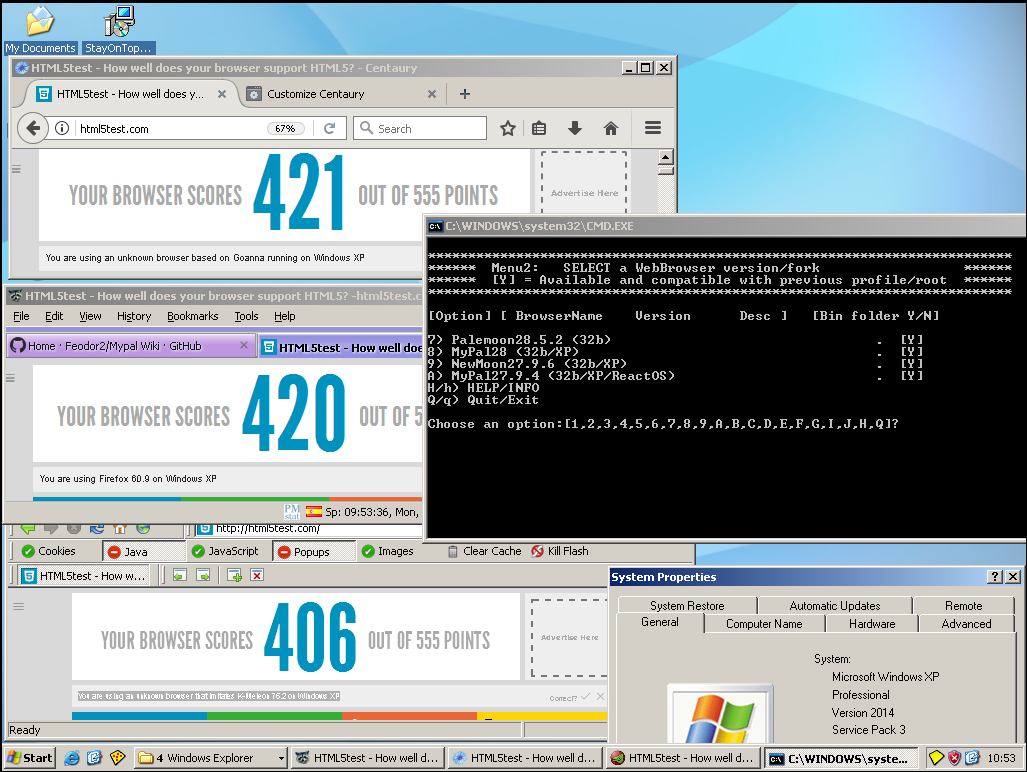 My Documents
StayOnTop...
HTML5test - How well does your browser support HTML5? - Centaury
HTML5test - How well does y...
Customize Centaury
html5test.com
67%
Search
YOUR BROWSER SCORES 421 OUT OF 555 POINTS
Advertise Here
You are using an unknown browser based on Goanna running on Windows XP
C:\WINDOWS\system32\CMD.EXE
*************************************************************************
****** Menu2: SELECT a WebBrowser version/fork ******
****** [Y] = Available and compatible with previous profile/root ******
*************************************************************************
[Option] [ BrowserName Version Desc ] [Bin folder Y/N]
7) Palemoon28.5.2 (32b) . [Y]
8) MyPal28 (32b/XP) . [Y]
9) NewMoon27.9.6 (32b/XP) . [Y]
A) MyPal27.9.4 (32b/XP/ReactOS) . [Y]
H/h) HELP/INFO
Q/q) Quit/Exit
Choose an option:[1,2,3,4,5,6,7,8,9,A,B,C,D,E,F,G,I,J,H,Q]?
HTML5test - How well does your browser support HTML5? -html5test.c
File Edit View History Bookmarks Tools Help
Home · Feodor2/Mypal Wiki · GitHub
HTML5test - How well doe
YOUR BROWSER SCORES 420 OUT OF 5
You are using Firefox 60.9 on Windows XP
PM stat
Sp: 09:53:36, Mon,
http://html5test.com/
Cookies Java JavaScript Popups Images Clear Cache Kill Flash
HTML5test - How w...
YOUR BROWSER SCORES 406 OUT OF 555 POINTS
Advertise Here
You are using an unknown browser that imitates K-Meleon 76.2 on Windows XP
Correct?
Ready
System Properties
System Restore Automatic Updates Remote
General Computer Name Hardware Advanced
System:
Microsoft Windows XP
Professional
Version 2014
Service Pack 3
Start
4 Windows Explorer
HTML5test - How well d...
HTML5test - How well d...
HTML5test - How well d...
C:\WINDOWS\syste...
10:53